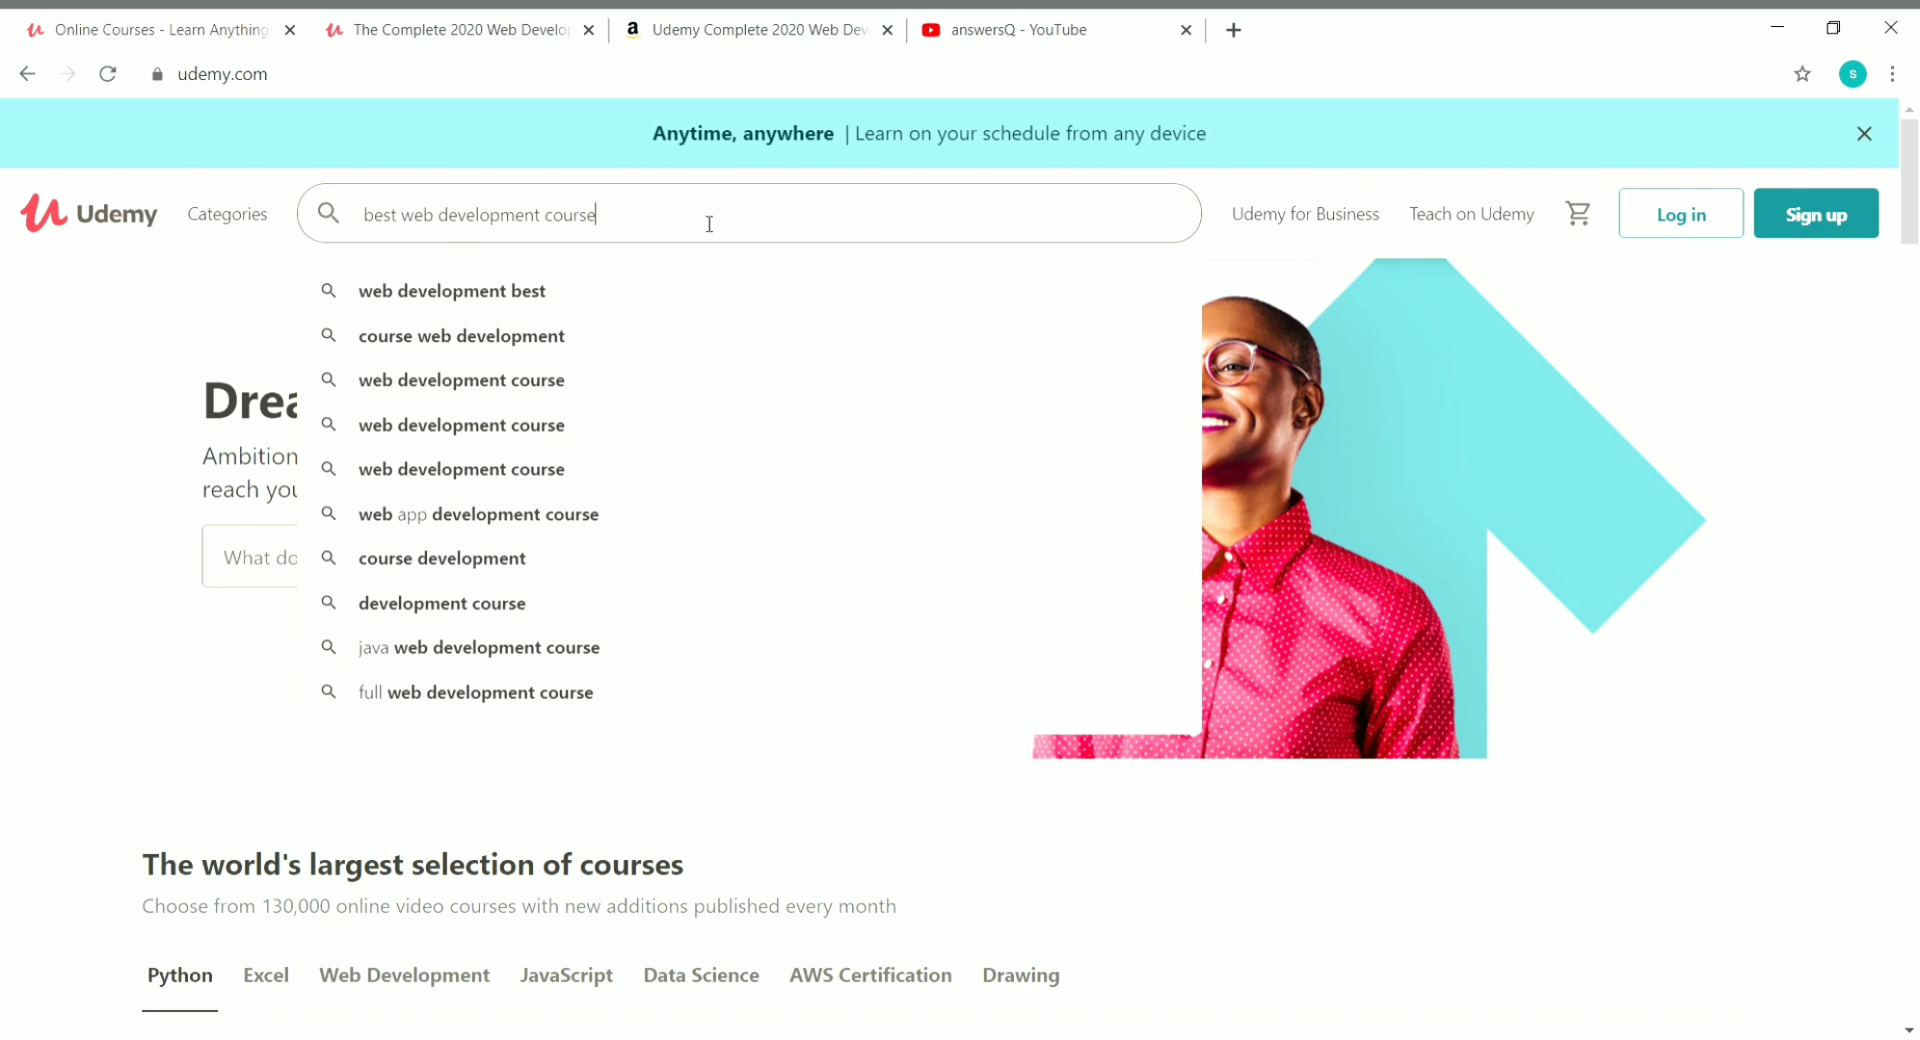 Online Courses - Learn Anything
The Complete 2020 Web Develo
a Udemy Complete 2020 Web Dev
answersQ - YouTube
udemy.com
S
Anytime, anywhere | Learn on your schedule from any device
Udemy
Categories
best web development course
Udemy for Business
Teach on Udemy
Log in
Sign up
web development best
course web development
web development course
web development course
web development course
web app development course
course development
development course
java web development course
full web development course
Drea
Ambition
reach you
What do
The world's largest selection of courses
Choose from 130,000 online video courses with new additions published every month
Python Excel Web Development JavaScript Data Science AWS Certification Drawing